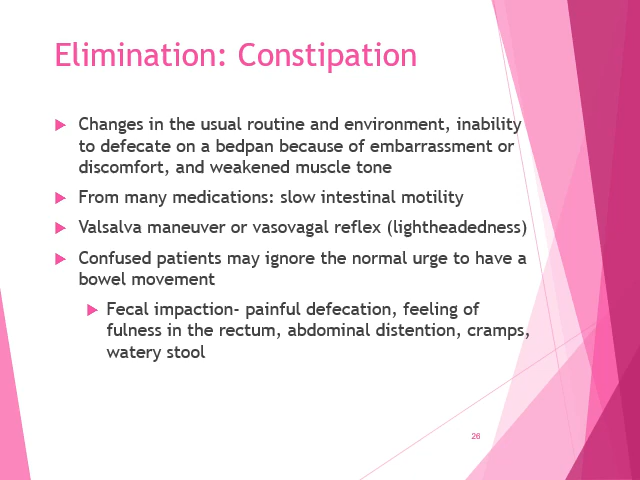 Elimination: Constipation
Changes in the usual routine and environment, inability
to defecate on a bedpan because of embarrassment or
discomfort, and weakened muscle tone
From many medications: slow intestinal motility
Valsalva maneuver or vasovagal reflex (lightheadedness)
Confused patients may ignore the normal urge to have a
bowel movement
Fecal impaction- painful defecation, feeling of
fulness in the rectum, abdominal distention, cramps,
watery stool
26